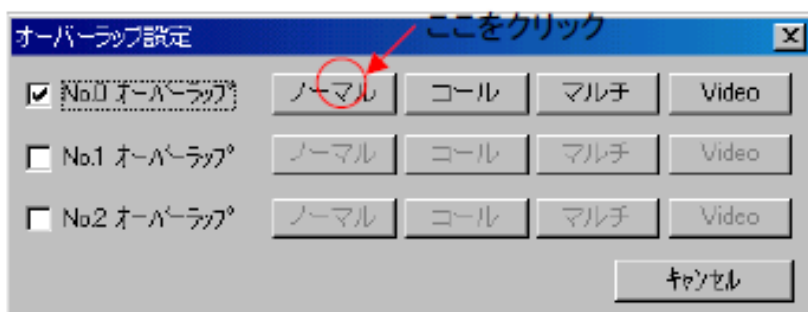 オーバーラップ設定
ここをクリック
No.0 オーバーラップ ノーマル コール マルチ Video
No.1 オーバーラップ ノーマル コール マルチ Video
No.2 オーバーラップ ノーマル コール マルチ Video
キャンセル